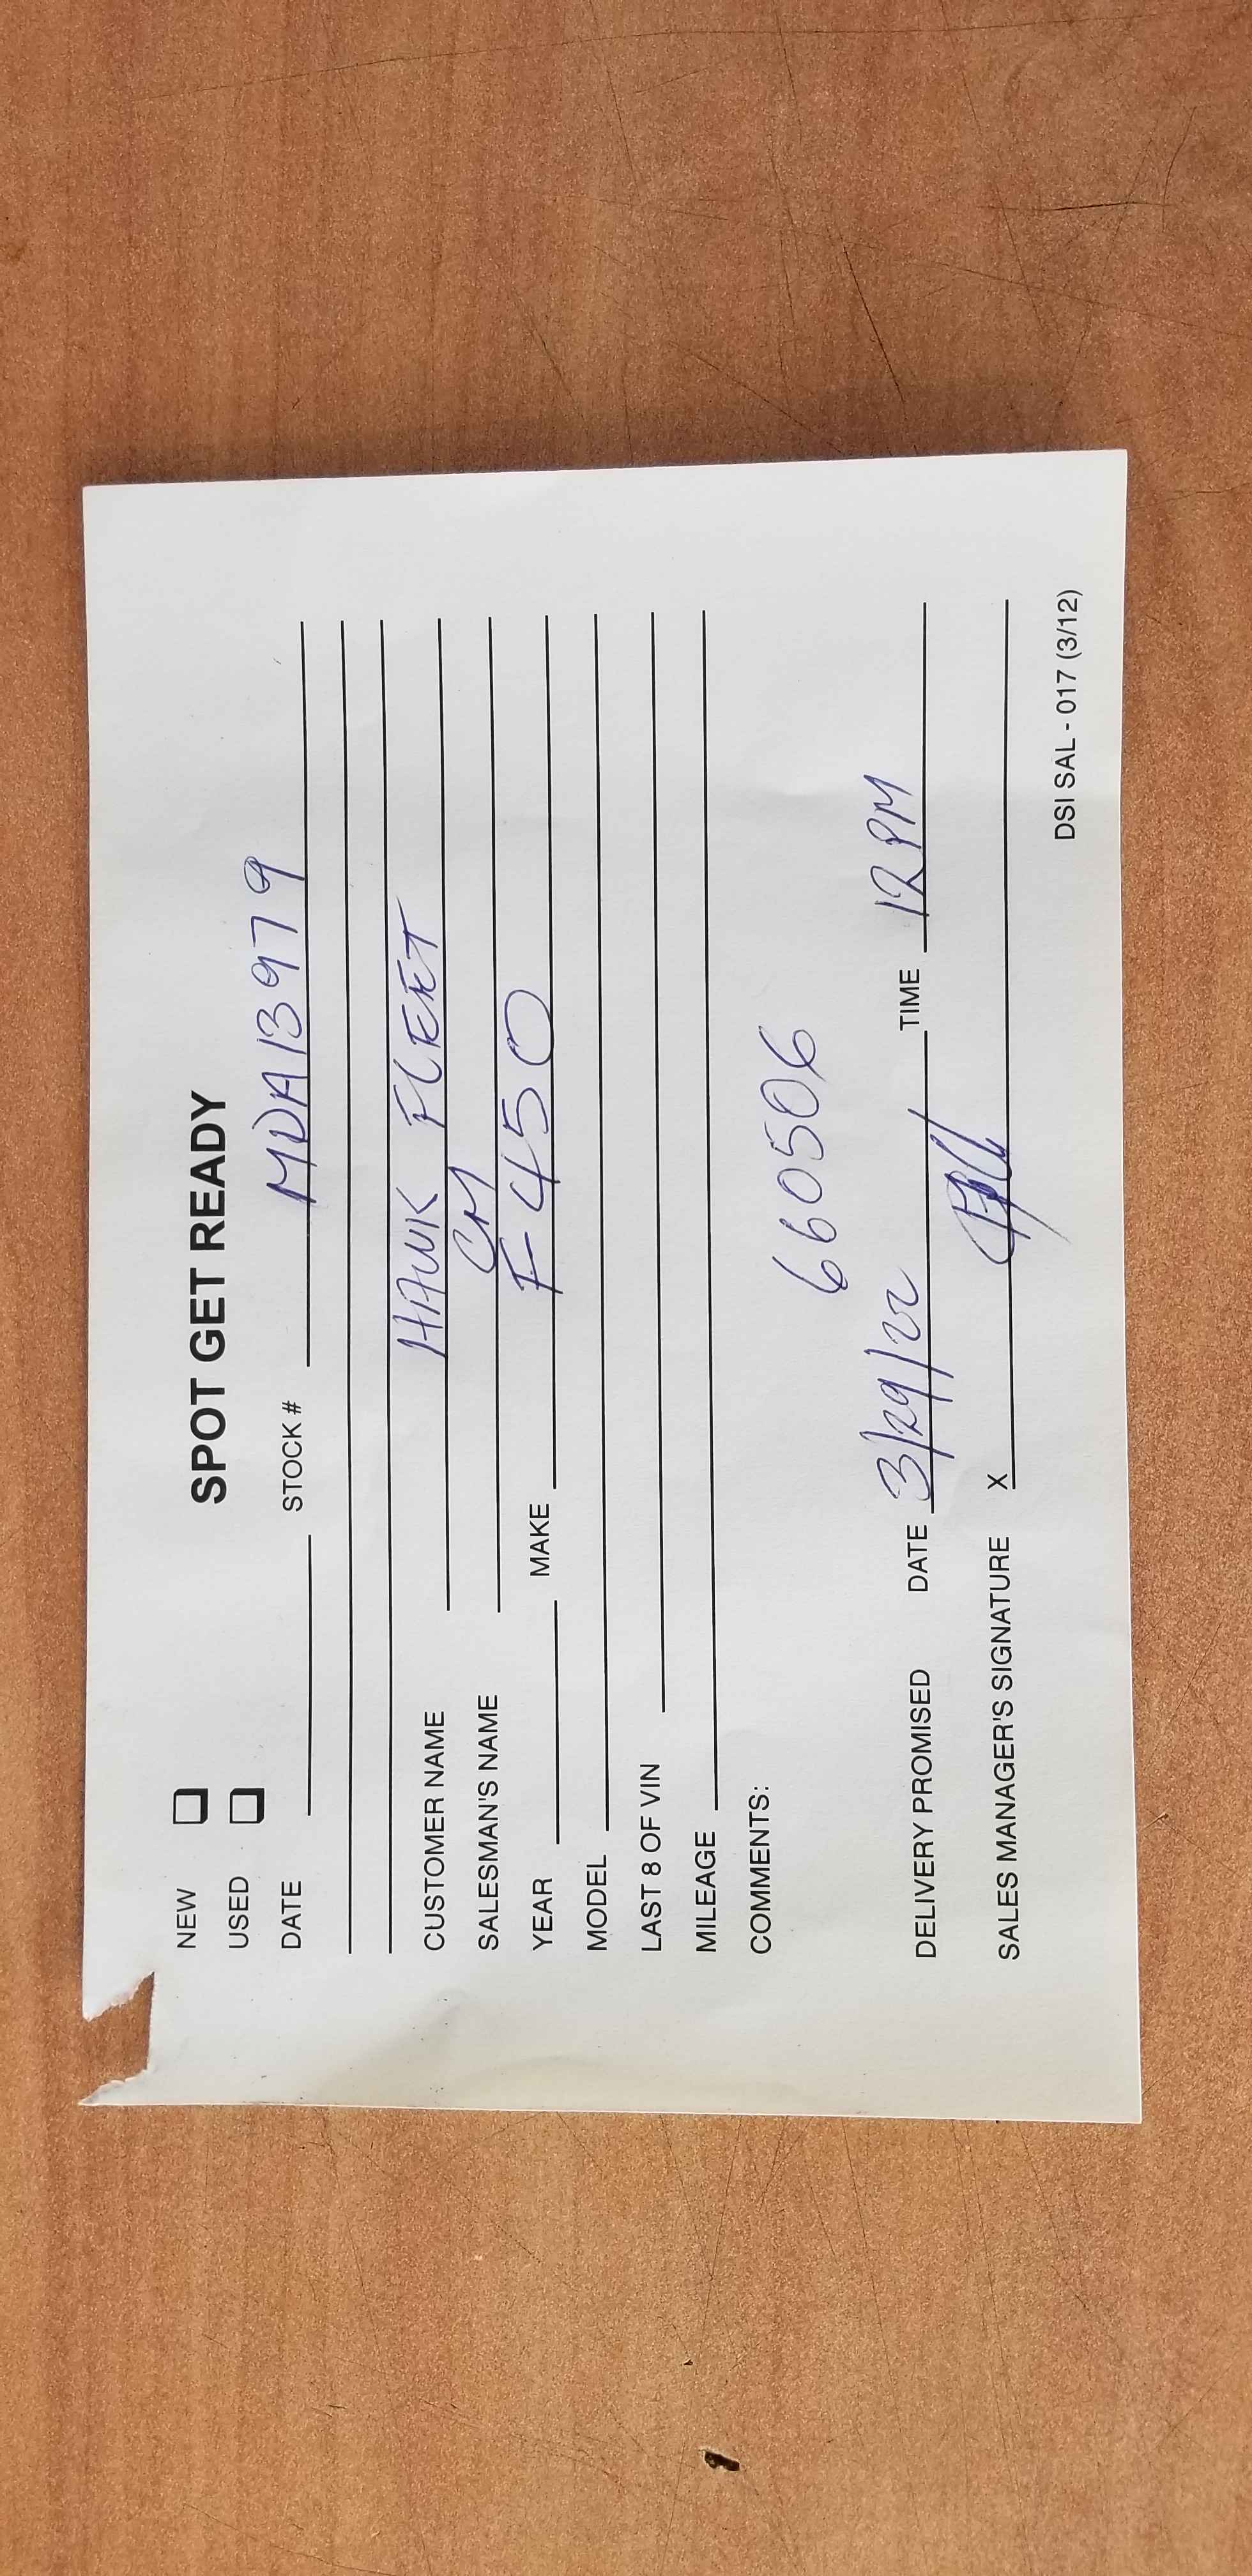 SPOT GET READY
NEW
USED
DATE STOCK # MDA13979
CUSTOMER NAME HAWK FLEET
SALESMAN'S NAME CM
YEAR MAKE F-450
MODEL
LAST 8 OF VIN
MILEAGE
COMMENTS:
660506
DELIVERY PROMISED DATE 3/29/22 TIME 12PM
SALES MANAGER'S SIGNATURE X
DSI SAL - 017 (3/12)